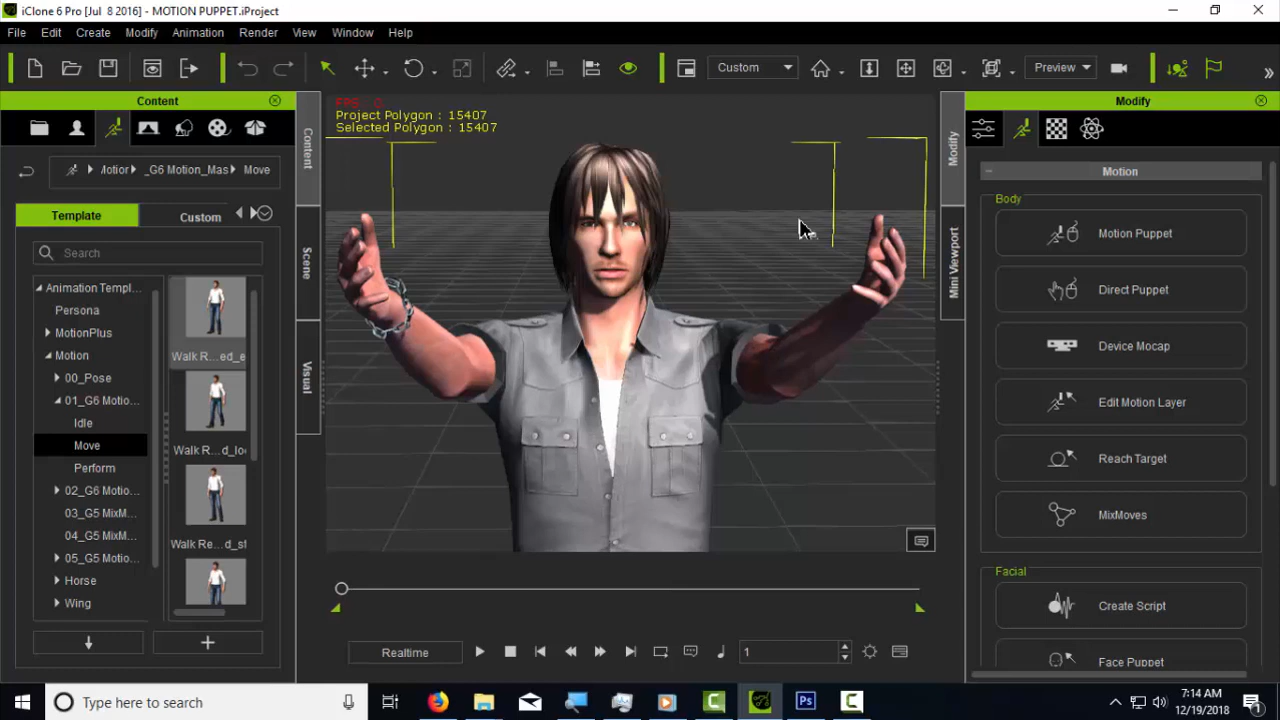 iClone 6 Pro [Jul 8 2016] - MOTION PUPPET.iProject
File Edit Create Modify Animation Render View Window Help
Custom
Preview
Content
FPS : 0
Project Polygon : 15407
Selected Polygon : 15407
Modify
Content
Scene
Visual
Modify
Mini Viewport
_G6 Motion_Mas Move
Template
Custom
Search
Animation Templ...
Persona
MotionPlus
Motion
00_Pose
01_G6 Motio...
Idle
Move
Perform
02_G6 Motio...
03_G5 MixM...
04_G5 MixM...
05_G5 Motio...
Horse
Wing
Walk R...ed_e
Walk R...d_lo
Walk Re...d_st
Motion
Body
Motion Puppet
Direct Puppet
Device Mocap
Edit Motion Layer
Reach Target
MixMoves
Facial
Create Script
Face Puppet
Realtime
1
Type here to search
7:14 AM
12/19/2018
1